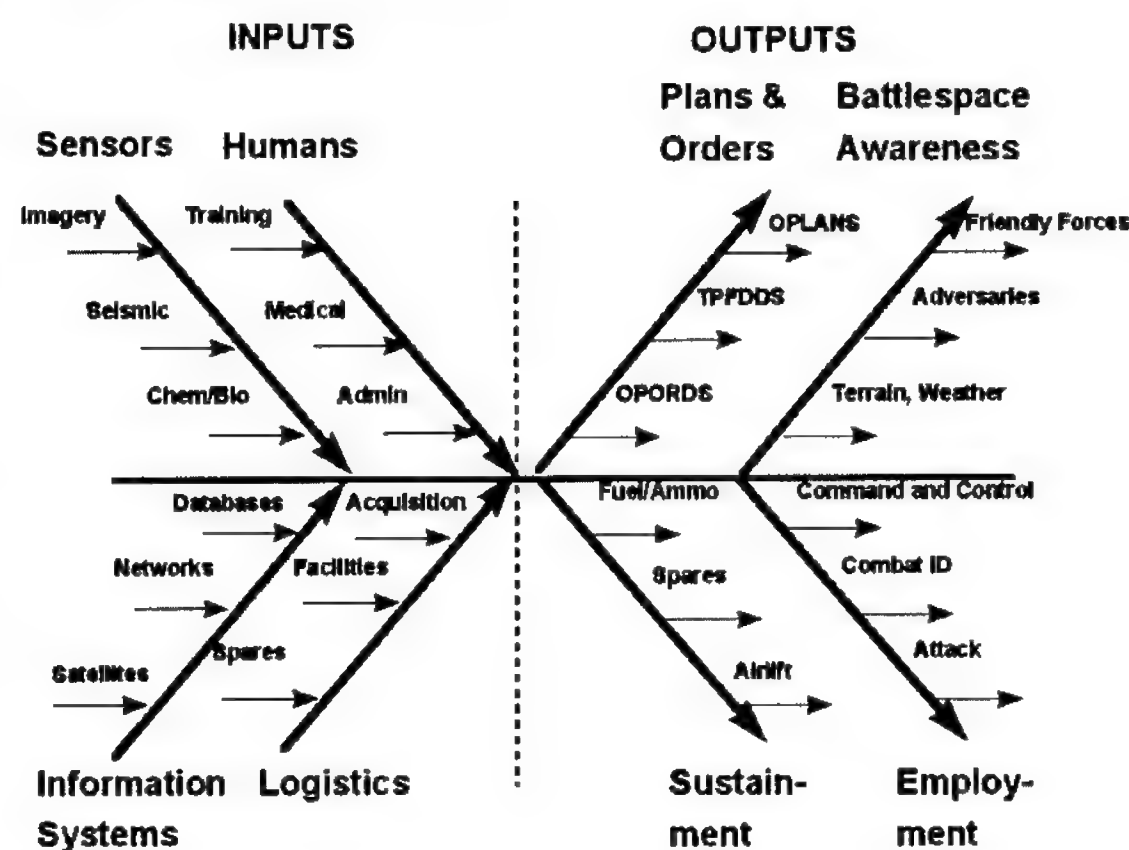 INPUTS
OUTPUTS
Plans &
Orders
Battlespace
Awareness
Sensors
Humans
Imagery
Training
OPLANS
Friendly Forces
Seismic
Medical
Adversaries
Chem/Bio
Admin
OPORDS
Terrain, Weather
Databases
Acquisition
Fuel/Ammo
Command and Control
Networks
Facilities
Spares
Combat ID
Satellites
Spares
Airlift
Attack
Information
Systems
Logistics
Sustain-
ment
Employ-
ment